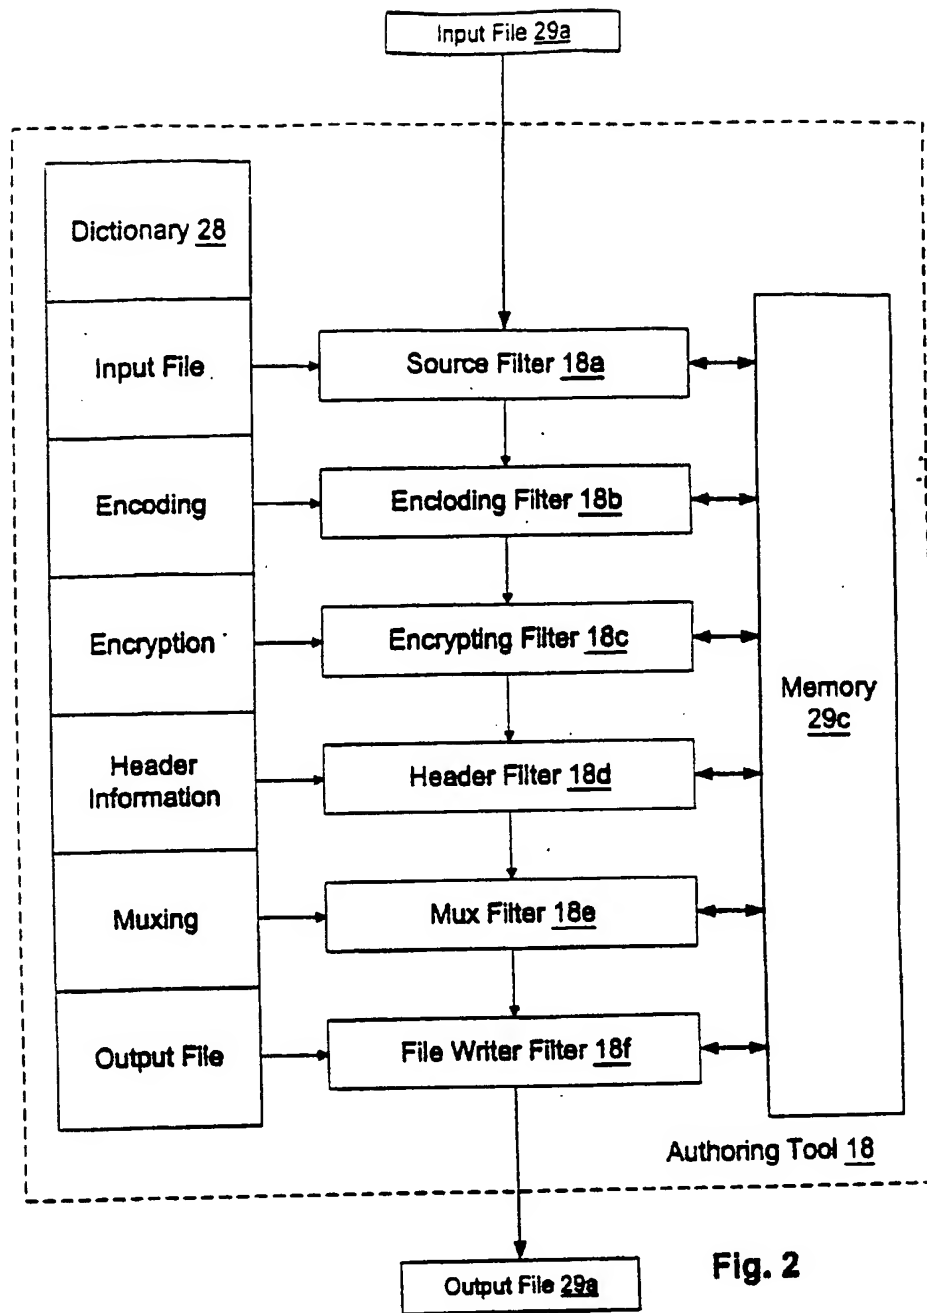 Input File 29a
Dictionary 28
Input File
Source Filter 18a
Encoding
Encloding Filter 18b
Encryption
Encrypting Filter 18c
Memory
29c
Header
Information
Header Filter 18d
Muxing
Mux Filter 18e
Output File
File Writer Filter 18f
Authoring Tool 18
Output File 29a
Fig. 2